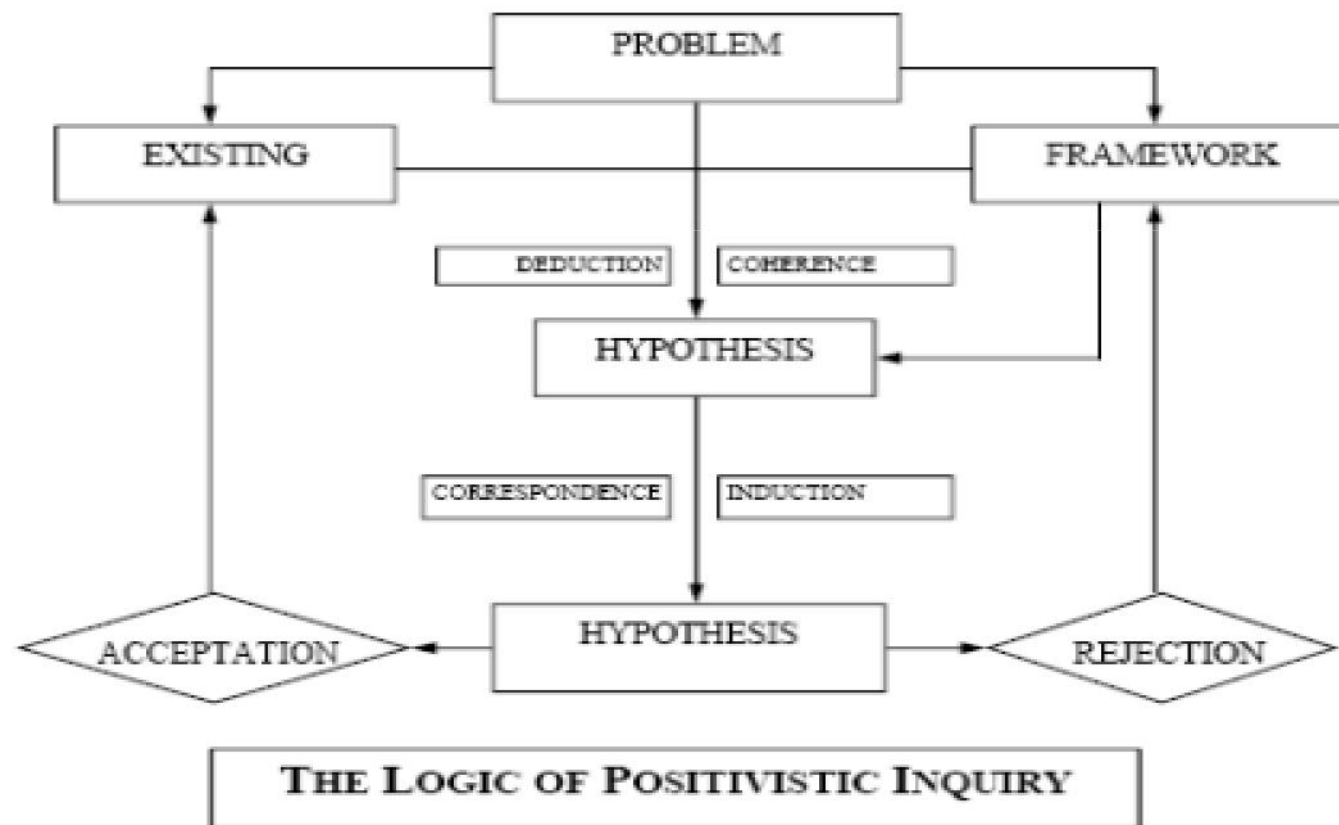 PROBLEM
EXISTING
FRAMEWORK
DEDUCTION
COHERENCE
HYPOTHESIS
CORRESPONDENCE
INDUCTION
HYPOTHESIS
ACCEPTATION
REJECTION
THE LOGIC OF POSITIVISTIC INQUIRY